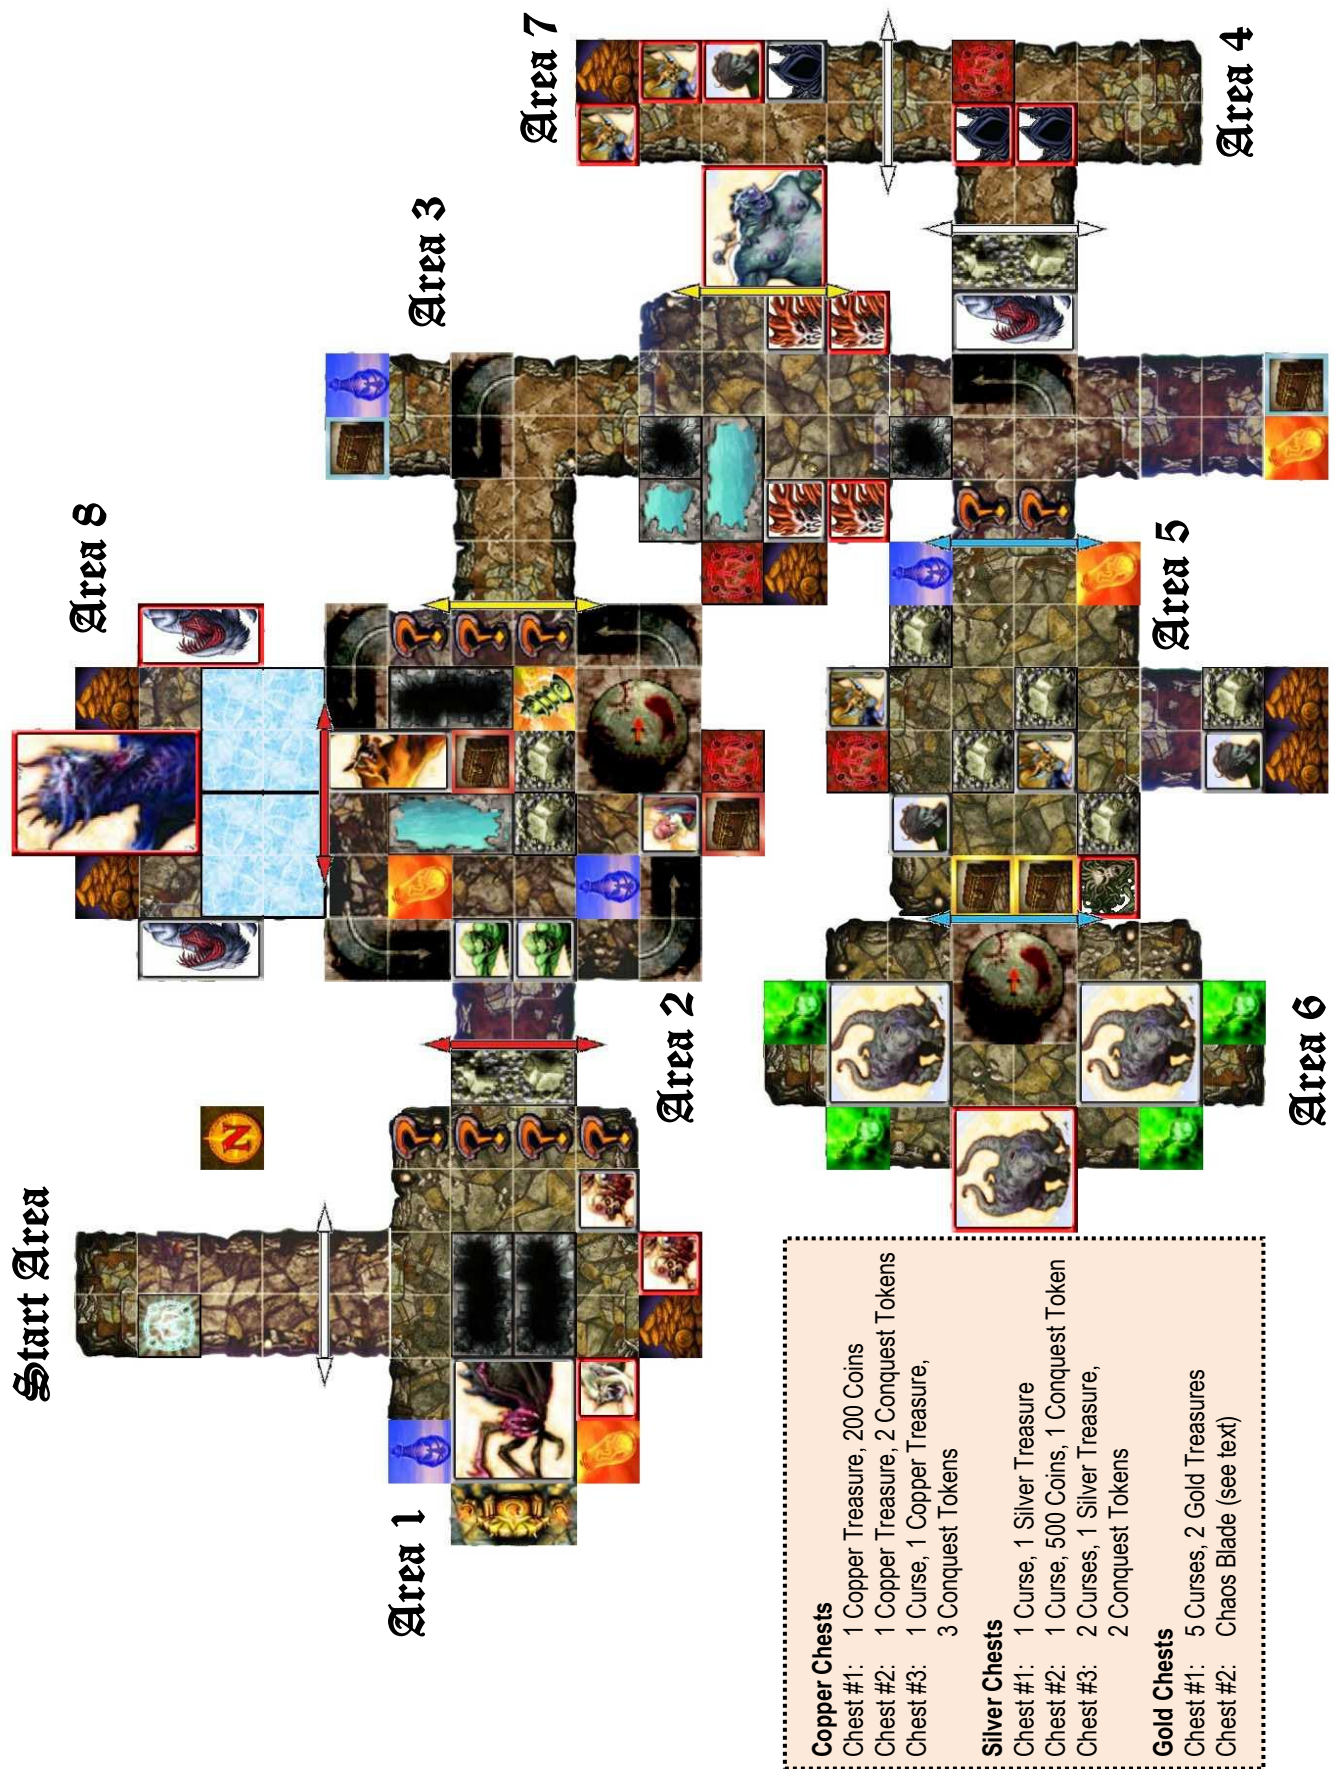 Start Area
Area 8
N
Area 1
Area 3
Area 7
Area 2
Copper Chests
Chest #1: 1 Copper Treasure, 200 Coins
Chest #2: 1 Copper Treasure, 2 Conquest Tokens
Chest #3: 1 Curse, 1 Copper Treasure,
3 Conquest Tokens
Silver Chests
Chest #1: 1 Curse, 1 Silver Treasure
Chest #2: 1 Curse, 500 Coins, 1 Conquest Token
Chest #3: 2 Curses, 1 Silver Treasure,
2 Conquest Tokens
Gold Chests
Chest #1: 5 Curses, 2 Gold Treasures
Chest #2: Chaos Blade (see text)
Area 5
Area 4
Area 6